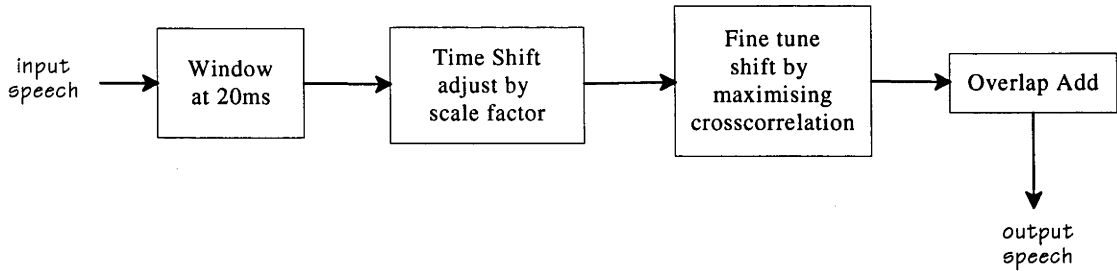 input
speech
Window
at 20ms
Time Shift
adjust by
scale factor
Fine tune
shift by
maximising
crosscorrelation
Overlap Add
output
speech